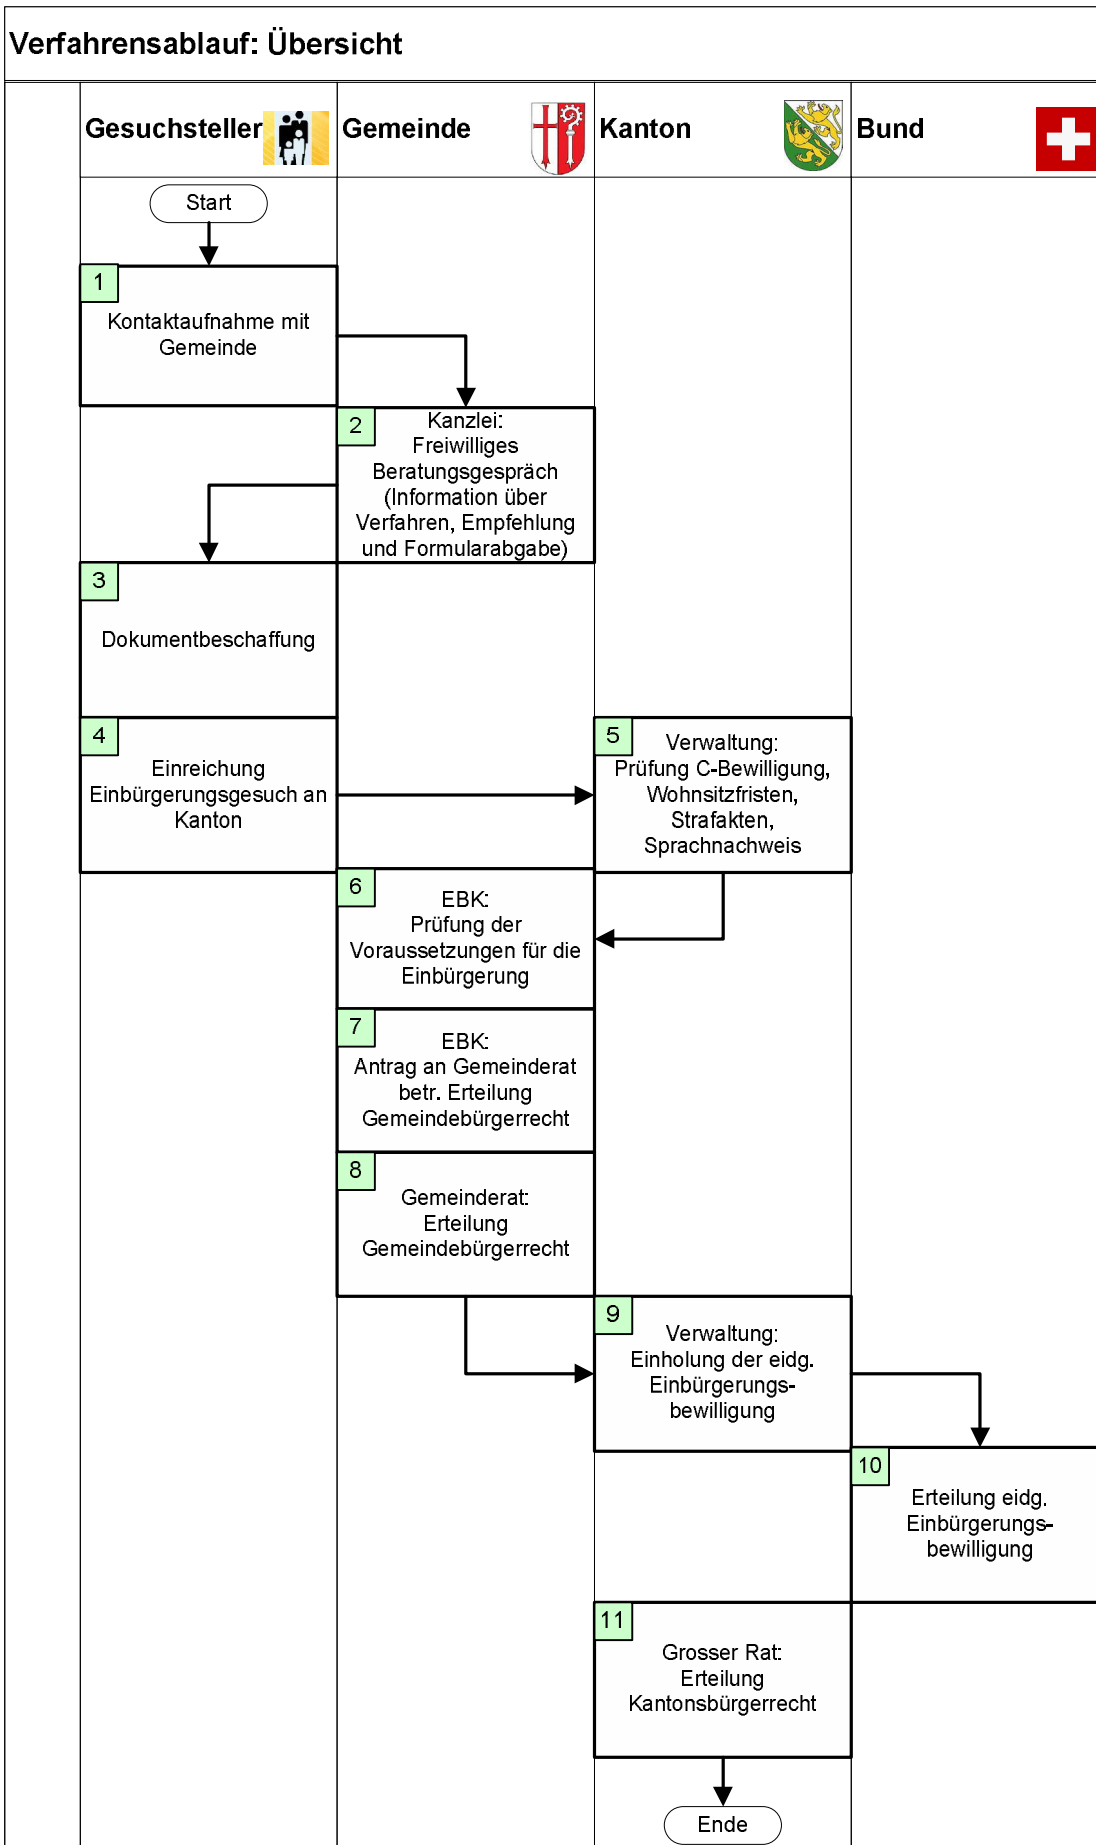 Verfahrensablauf: Übersicht
Gesuchsteller
Gemeinde
Kanton
Bund
Start
1
Kontaktaufnahme mit
Gemeinde
2
Kanzlei:
Freiwilliges
Beratungsgespräch
(Information über
Verfahren, Empfehlung
und Formularabgabe)
3
Dokumentbeschaffung
4
Einreichung
Einbürgerungsgesuch an
Kanton
5
Verwaltung:
Prüfung C-Bewilligung,
Wohnsitzfristen,
Strafakten,
Sprachnachweis
6
EBK:
Prüfung der
Voraussetzungen für die
Einbürgerung
7
EBK:
Antrag an Gemeinderat
betr. Erteilung
Gemeindebürgerrecht
8
Gemeinderat:
Erteilung
Gemeindebürgerrecht
9
Verwaltung:
Einholung der eidg.
Einbürgerungs-
bewilligung
10
Erteilung eidg.
Einbürgerungs-
bewilligung
11
Grosser Rat:
Erteilung
Kantonsbürgerrecht
Ende